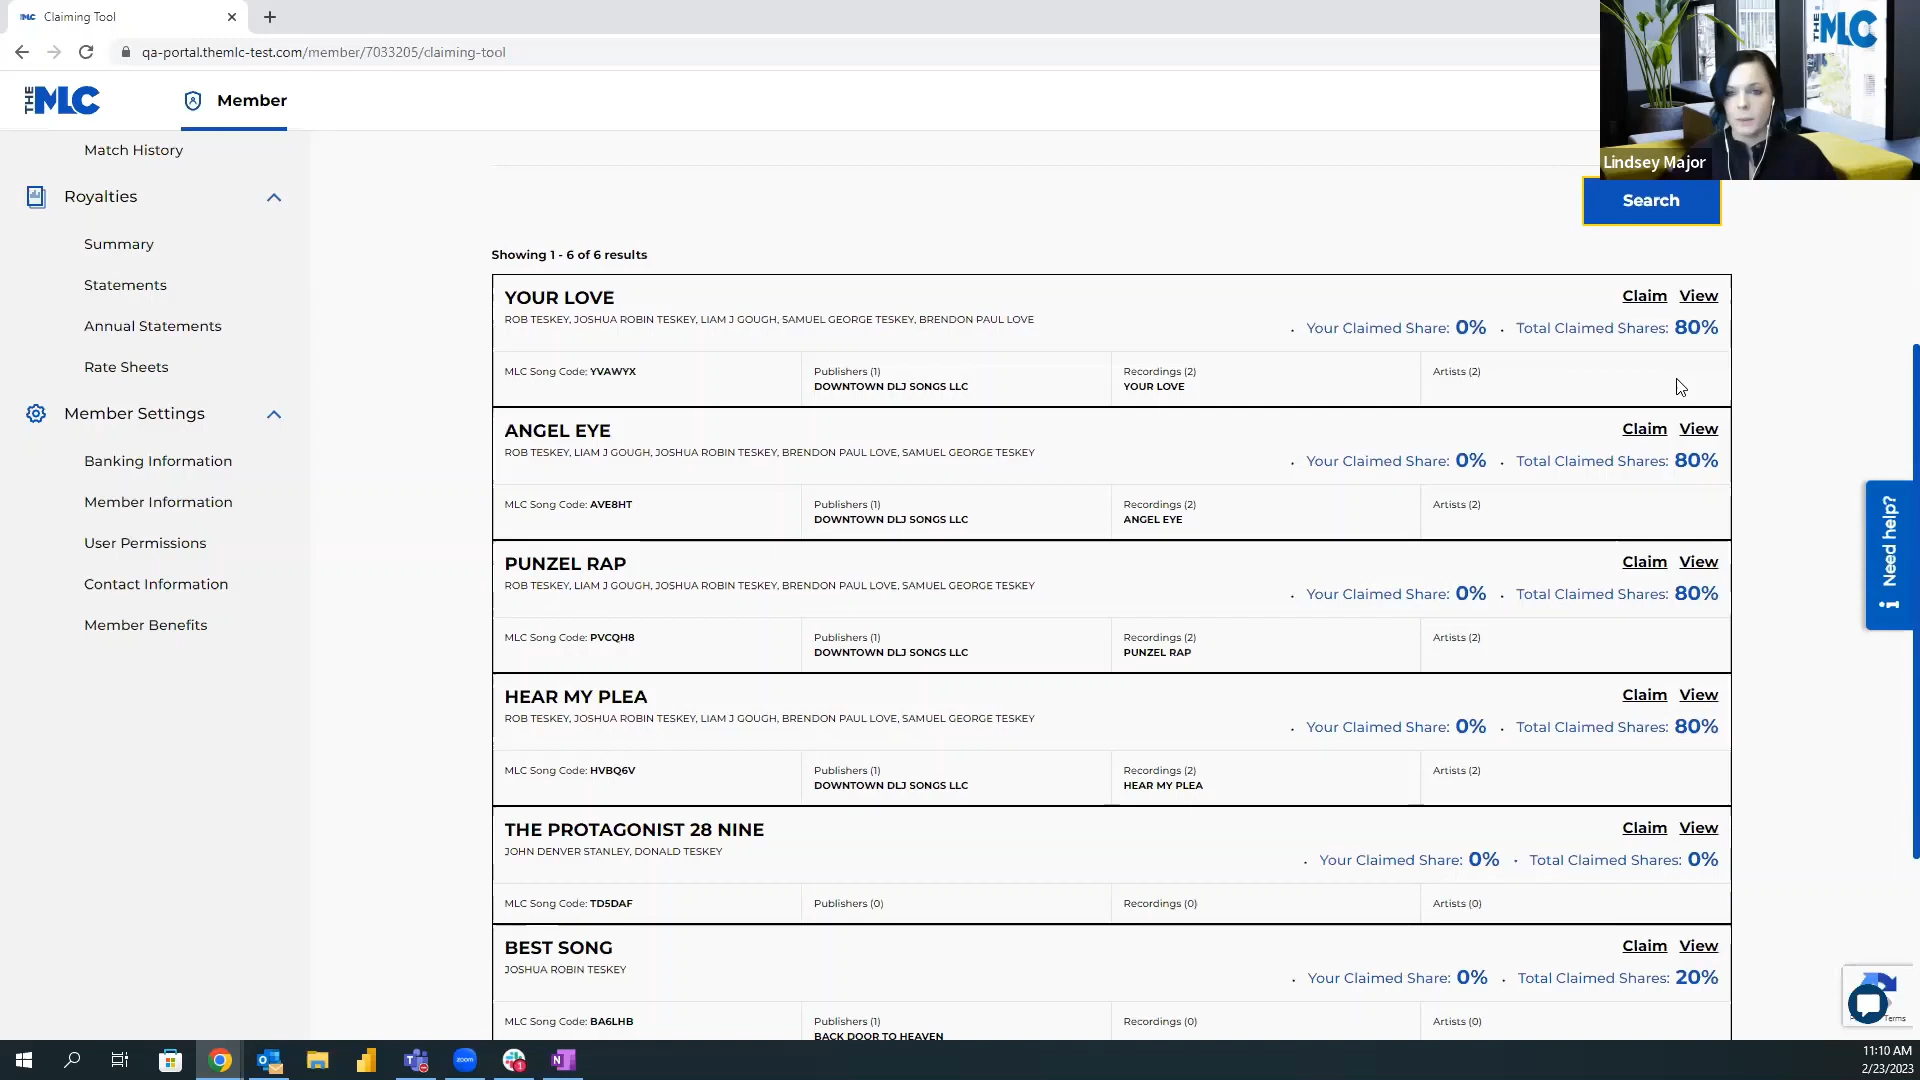 THE MLC Claiming Tool
qa-portal.themlc-test.com/member/7033205/claiming-tool
THE MLC
Member
THE MLC
Lindsey Major
Match History
Royalties
Summary
Statements
Annual Statements
Rate Sheets
Member Settings
Banking Information
Member Information
User Permissions
Contact Information
Member Benefits
Search
Showing 1 - 6 of 6 results
YOUR LOVE
Claim View
ROB TESKEY, JOSHUA ROBIN TESKEY, LIAM J GOUGH, SAMUEL GEORGE TESKEY, BRENDON PAUL LOVE
Your Claimed Share: 0% • Total Claimed Shares: 80%
MLC Song Code: YVAWYX
Publishers (1)
DOWNTOWN DLJ SONGS LLC
Recordings (2)
YOUR LOVE
Artists (2)
ANGEL EYE
Claim View
ROB TESKEY, LIAM J GOUGH, JOSHUA ROBIN TESKEY, BRENDON PAUL LOVE, SAMUEL GEORGE TESKEY
Your Claimed Share: 0% • Total Claimed Shares: 80%
MLC Song Code: AVE8HT
Publishers (1)
DOWNTOWN DLJ SONGS LLC
Recordings (2)
ANGEL EYE
Artists (2)
PUNZEL RAP
Claim View
ROB TESKEY, LIAM J GOUGH, JOSHUA ROBIN TESKEY, BRENDON PAUL LOVE, SAMUEL GEORGE TESKEY
Your Claimed Share: 0% • Total Claimed Shares: 80%
MLC Song Code: PVCQH8
Publishers (1)
DOWNTOWN DLJ SONGS LLC
Recordings (2)
PUNZEL RAP
Artists (2)
HEAR MY PLEA
Claim View
ROB TESKEY, JOSHUA ROBIN TESKEY, LIAM J GOUGH, BRENDON PAUL LOVE, SAMUEL GEORGE TESKEY
Your Claimed Share: 0% • Total Claimed Shares: 80%
MLC Song Code: HVBQ6V
Publishers (1)
DOWNTOWN DLJ SONGS LLC
Recordings (2)
HEAR MY PLEA
Artists (2)
THE PROTAGONIST 28 NINE
Claim View
JOHN DENVER STANLEY, DONALD TESKEY
Your Claimed Share: 0% • Total Claimed Shares: 0%
MLC Song Code: TD5DAF
Publishers (0)
Recordings (0)
Artists (0)
BEST SONG
Claim View
JOSHUA ROBIN TESKEY
Your Claimed Share: 0% • Total Claimed Shares: 20%
MLC Song Code: BA6LHB
Publishers (1)
BACK DOOR TO HEAVEN
Recordings (0)
Artists (0)
Need help?
Terms
zoom
11:10 AM
2/23/2023